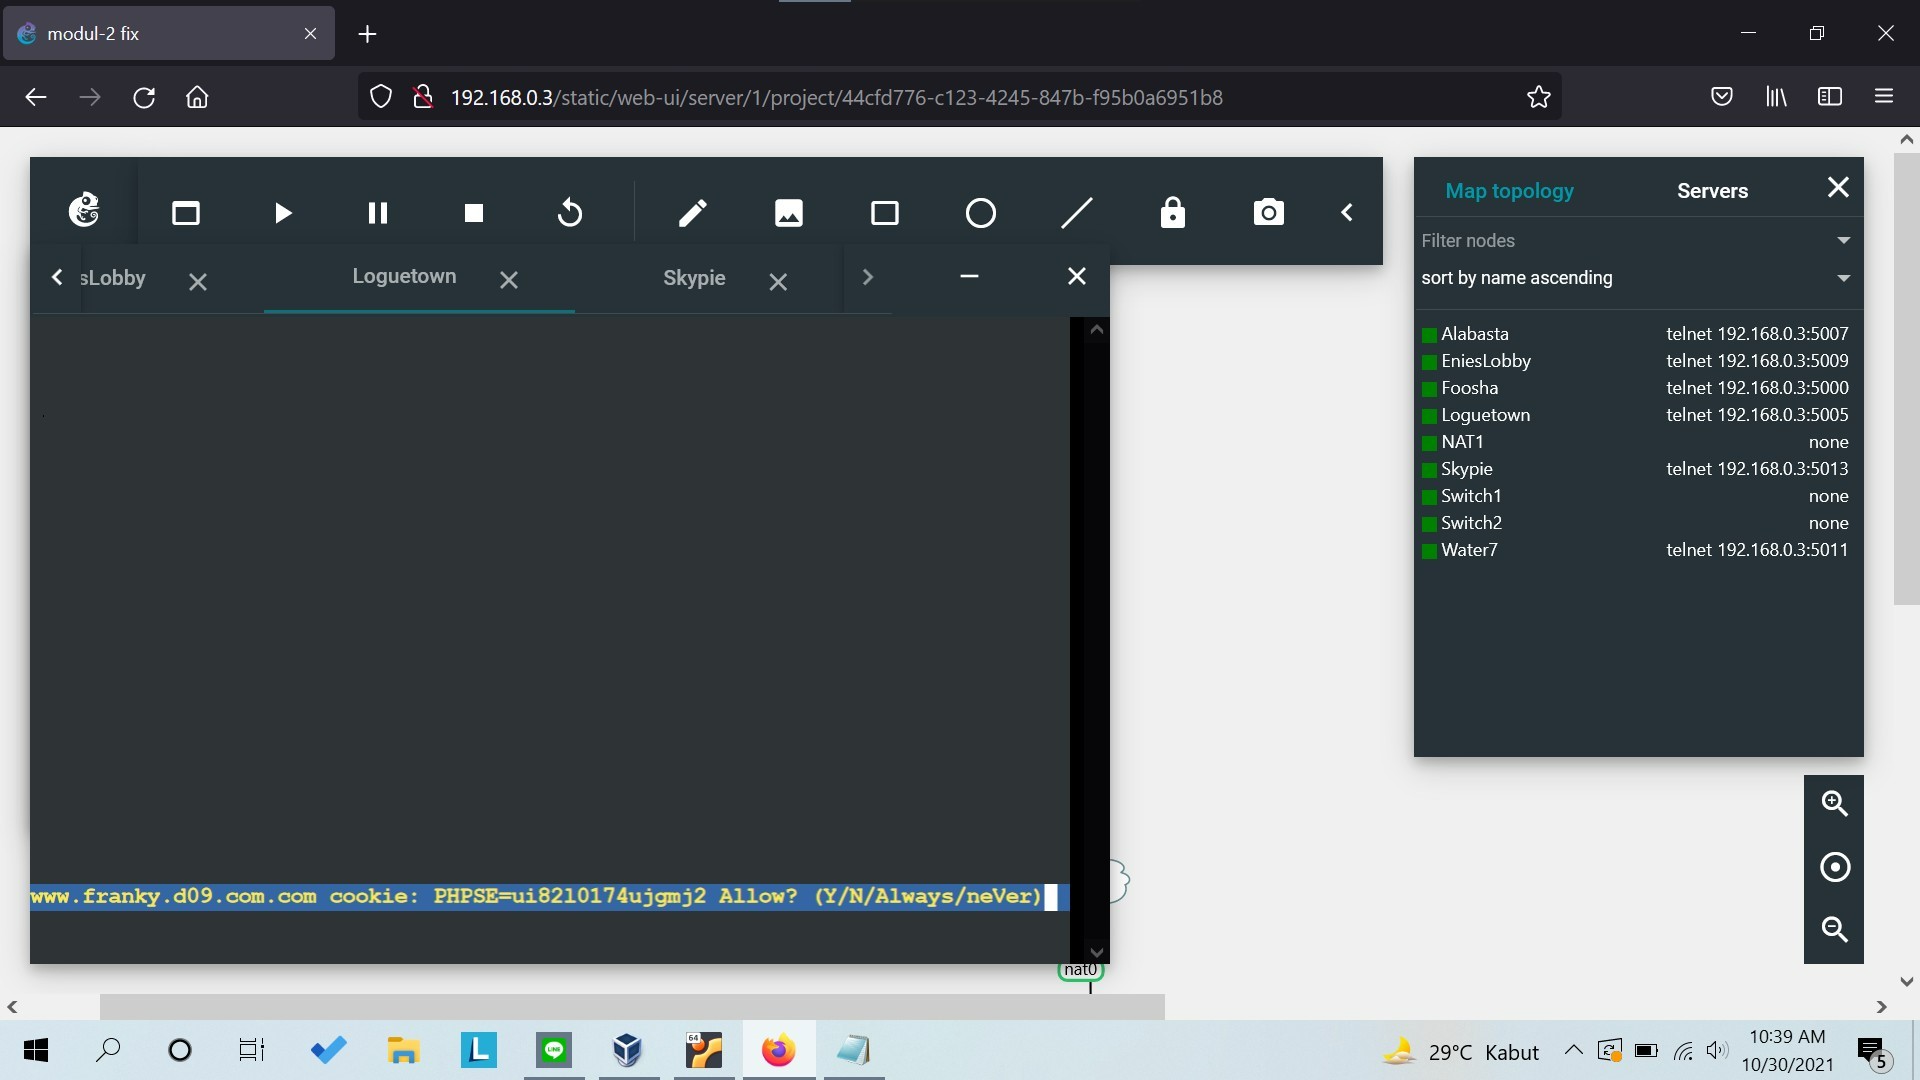 modul-2 fix
192.168.0.3/static/web-ui/server/1/project/44cfd776-c123-4245-847b-f95b0a6951b8
Map topology Servers
Filter nodes
sort by name ascending
sLobby Loguetown Skypie
Alabasta telnet 192.168.0.3:5007
EniesLobby telnet 192.168.0.3:5009
Foosha telnet 192.168.0.3:5000
Loguetown telnet 192.168.0.3:5005
NAT1 none
Skypie telnet 192.168.0.3:5013
Switch1 none
Switch2 none
Water7 telnet 192.168.0.3:5011
www.franky.d09.com.com cookie: PHPSE=ui82l0174ujgmj2 Allow? (Y/N/Always/neVer)
nat0
L
LINE
64
29°C Kabut
10:39 AM
10/30/2021
5